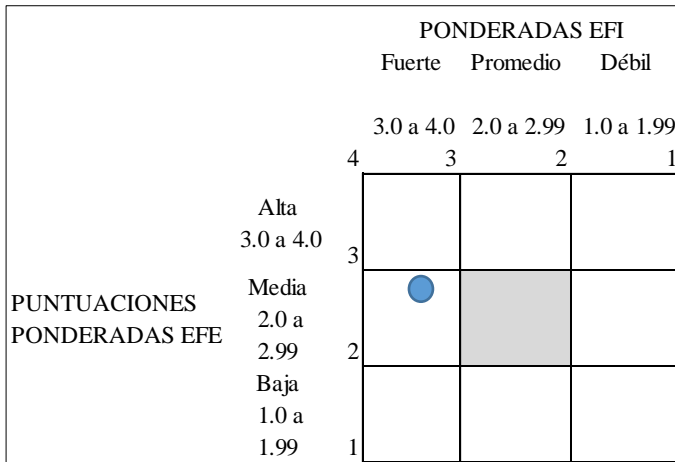 PONDERADAS EFI
Fuerte Promedio Débil
3.0 a 4.0 2.0 a 2.99 1.0 a 1.99
4 3 2 1
Alta
3.0 a 4.0
3
Media
PUNTUACIONES
2.0 a
PONDERADAS EFE
2.99
2
Baja
1.0 a
1.99
1